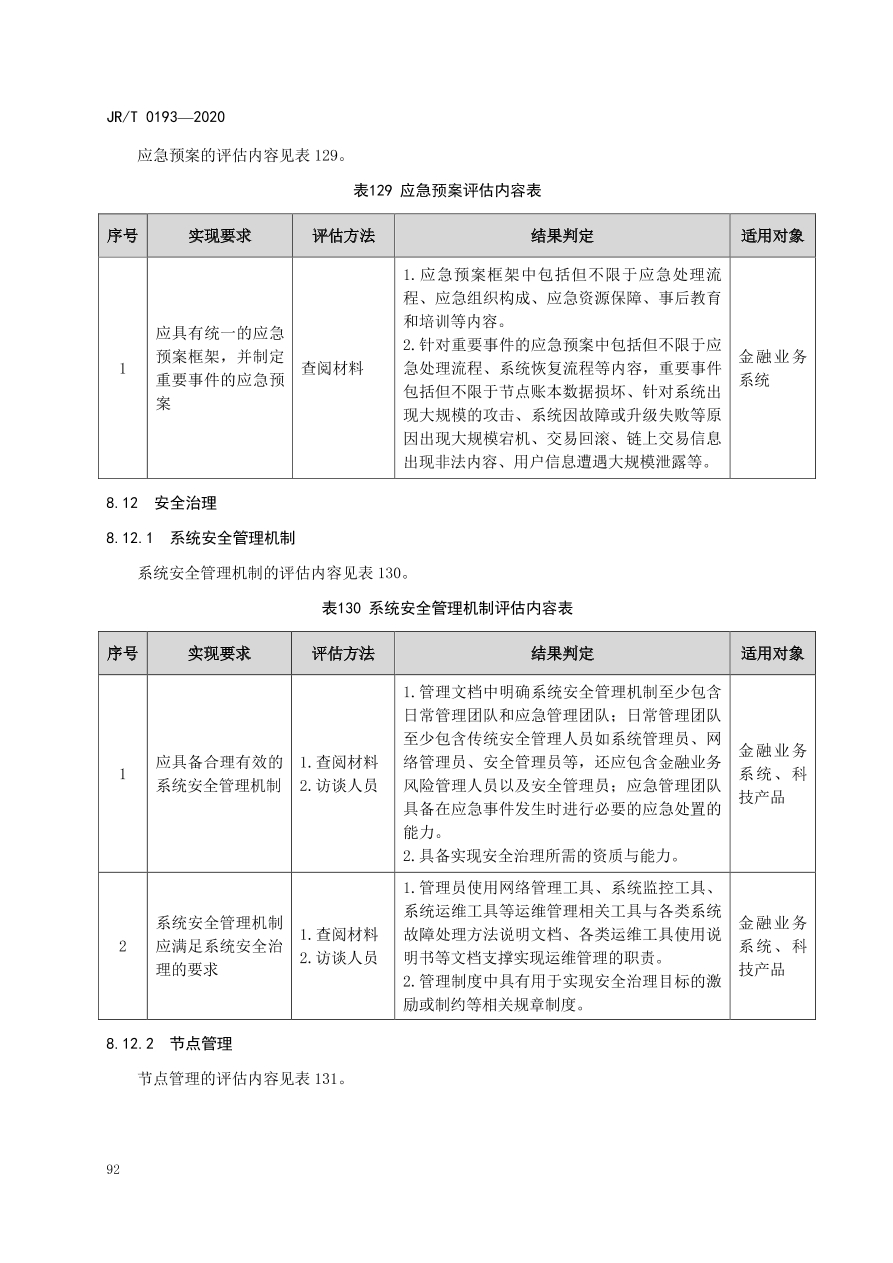 JR/T 0193—2020
应急预案的评估内容见表 129。
表129 应急预案评估内容表
序号 实现要求 评估方法 结果判定 适用对象
1
应具有统一的应急
预案框架，并制定
重要事件的应急预
案
查阅材料
1.应急预案框架中包括但不限于应急处理流
程、应急组织构成、应急资源保障、事后教育
和培训等内容。
2.针对重要事件的应急预案中包括但不限于应
急处理流程、系统恢复流程等内容，重要事件
包括但不限于节点账本数据损坏、针对系统出
现大规模的攻击、系统因故障或升级失败等原
因出现大规模宕机、交易回滚、链上交易信息
出现非法内容、用户信息遭遇大规模泄露等。
金融业务
系统
8.12 安全治理
8.12.1 系统安全管理机制
系统安全管理机制的评估内容见表 130。
表130 系统安全管理机制评估内容表
序号 实现要求 评估方法 结果判定 适用对象
1
应具备合理有效的
系统安全管理机制
1.查阅材料
2.访谈人员
1.管理文档中明确系统安全管理机制至少包含
日常管理团队和应急管理团队；日常管理团队
至少包含传统安全管理人员如系统管理员、网
络管理员、安全管理员等，还应包含金融业务
风险管理人员以及安全管理员；应急管理团队
具备在应急事件发生时进行必要的应急处置的
能力。
2.具备实现安全治理所需的资质与能力。
金融业务
系统、科
技产品
2
系统安全管理机制
应满足系统安全治
理的要求
1.查阅材料
2.访谈人员
1.管理员使用网络管理工具、系统监控工具、
系统运维工具等运维管理相关工具与各类系统
故障处理方法说明文档、各类运维工具使用说
明书等文档支撑实现运维管理的职责。
2.管理制度中具有用于实现安全治理目标的激
励或制约等相关规章制度。
金融业务
系统、科
技产品
8.12.2 节点管理
节点管理的评估内容见表 131。
92